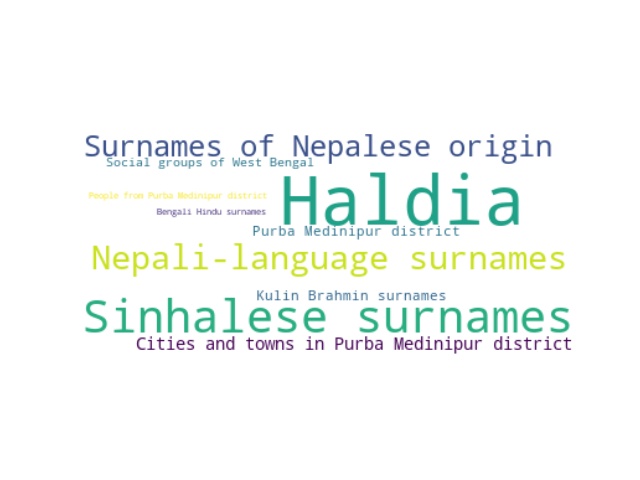 Surnames of Nepalese origin
Social groups of West Bengal
Haldia
People from Purba Medinipur district
Bengali Hindu surnames
Purba Medinipur district
Nepali-language surnames
Kulin Brahmin surnames
Sinhalese surnames
Cities and towns in Purba Medinipur district